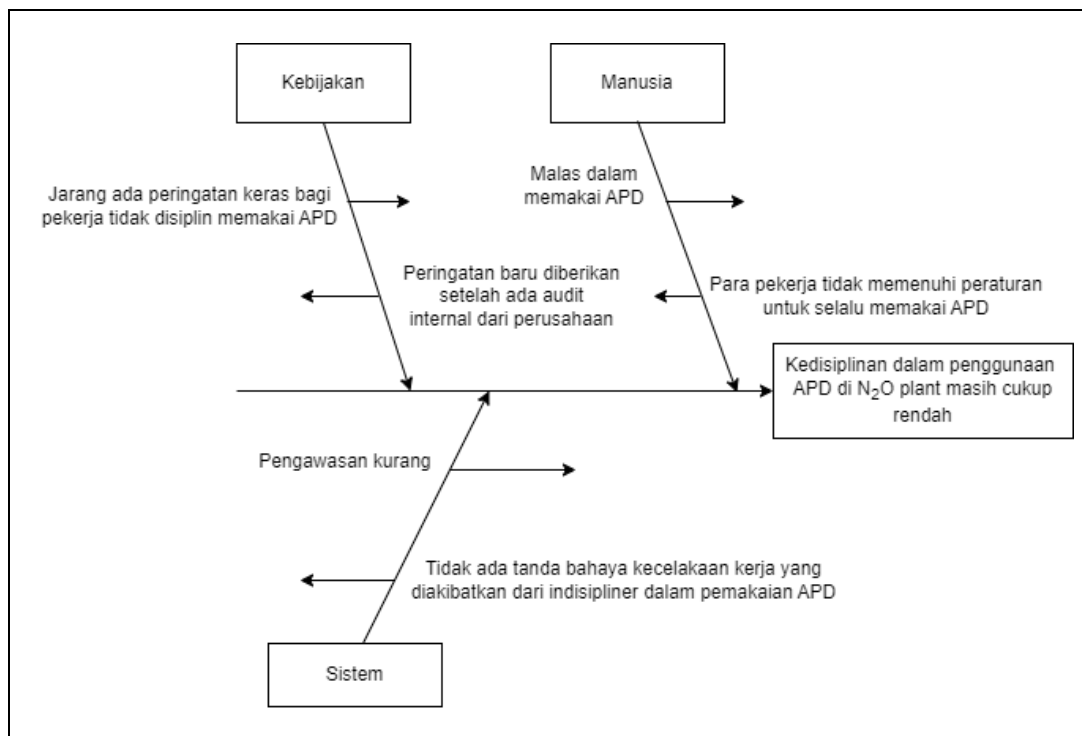 Kebijakan
Manusia
Jarang ada peringatan keras bagi
pekerja tidak disiplin memakai APD
Malas dalam
memakai APD
Peringatan baru diberikan
setelah ada audit
internal dari perusahaan
Para pekerja tidak memenuhi peraturan
untuk selalu memakai APD
Kedisiplinan dalam penggunaan
APD di N₂O plant masih cukup
rendah
Pengawasan kurang
Tidak ada tanda bahaya kecelakaan kerja yang
diakibatkan dari indisipliner dalam pemakaian APD
Sistem